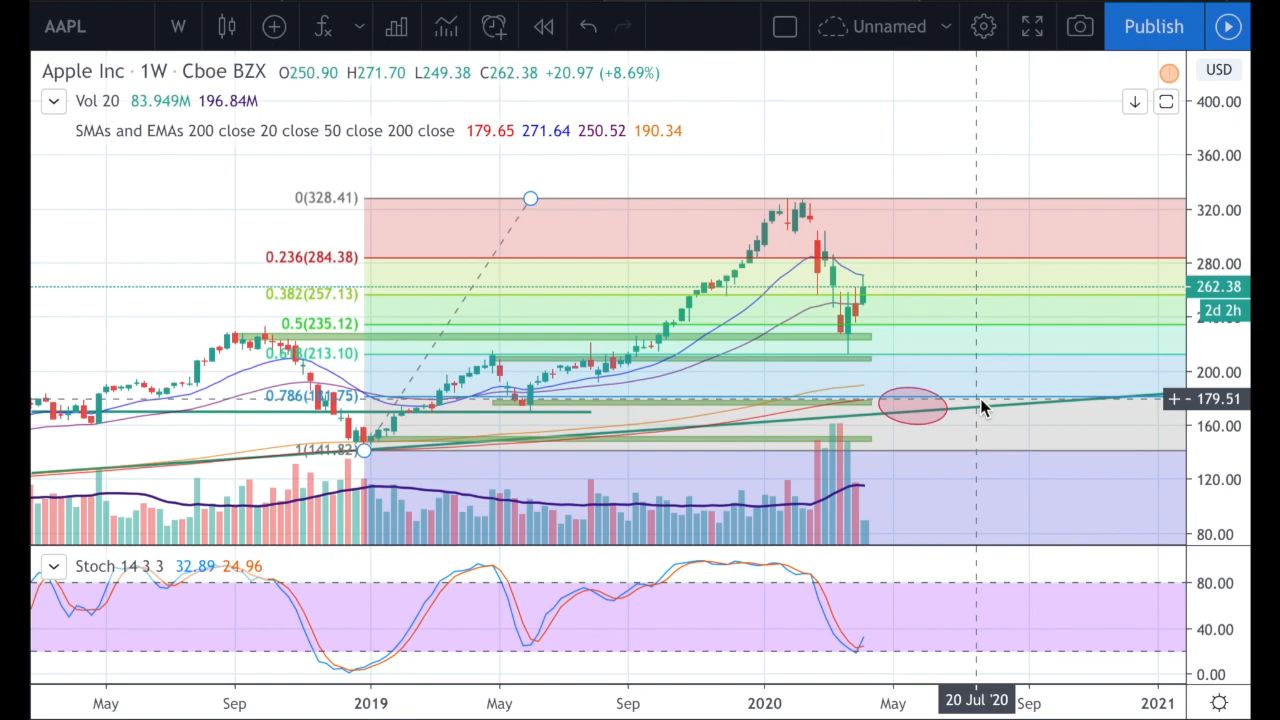 AAPL W Unnamed Publish
Apple Inc · 1W · Cboe BZX O250.90 H271.70 L249.38 C262.38 +20.97 (+8.69%) USD
Vol 20 83.949M 196.84M
SMAs and EMAs 200 close 20 close 50 close 200 close 179.65 271.64 250.52 190.34
400.00
360.00
320.00
280.00
262.38
2d 2h
200.00
179.51
160.00
120.00
80.00
0(328.41)
0.236(284.38)
0.382(257.13)
0.5(235.12)
0.618(213.10)
1(141.82)
Stoch 14 3 3 32.89 24.96
80.00
40.00
0.00
May Sep 2019 May Sep 2020 May 20 Jul '20 Sep 2021